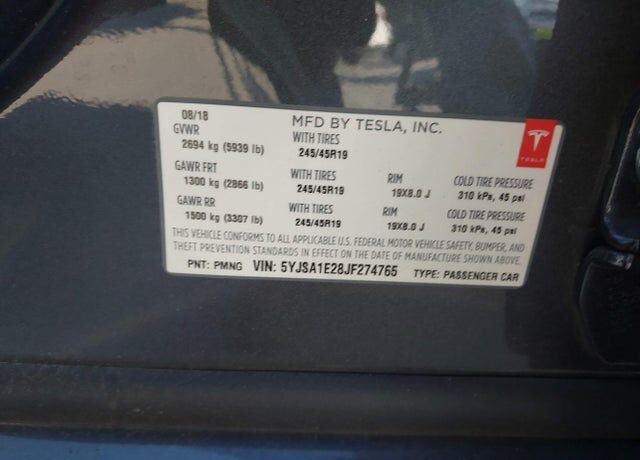 08/18 MFD BY TESLA, INC.
GVWR WITH TIRES
2694 kg (5939 lb) 245/45R19
TESLA
GAWR FRT WITH TIRES RIM COLD TIRE PRESSURE
1300 kg (2866 lb) 245/45R19 19X8.0 J 310 kPa, 45 psi
GAWR RR WITH TIRES RIM COLD TIRE PRESSURE
1500 kg (3307 lb) 245/45R19 19X8.0 J 310 kPa, 45 psi
THIS VEHICLE CONFORMS TO ALL APPLICABLE U.S. FEDERAL MOTOR VEHICLE SAFETY, BUMPER, AND
THEFT PREVENTION STANDARDS IN EFFECT ON THE DATE OF MANUFACTURE SHOWN ABOVE.
PNT: PMNG VIN: 5YJSA1E28JF274765 TYPE: PASSENGER CAR